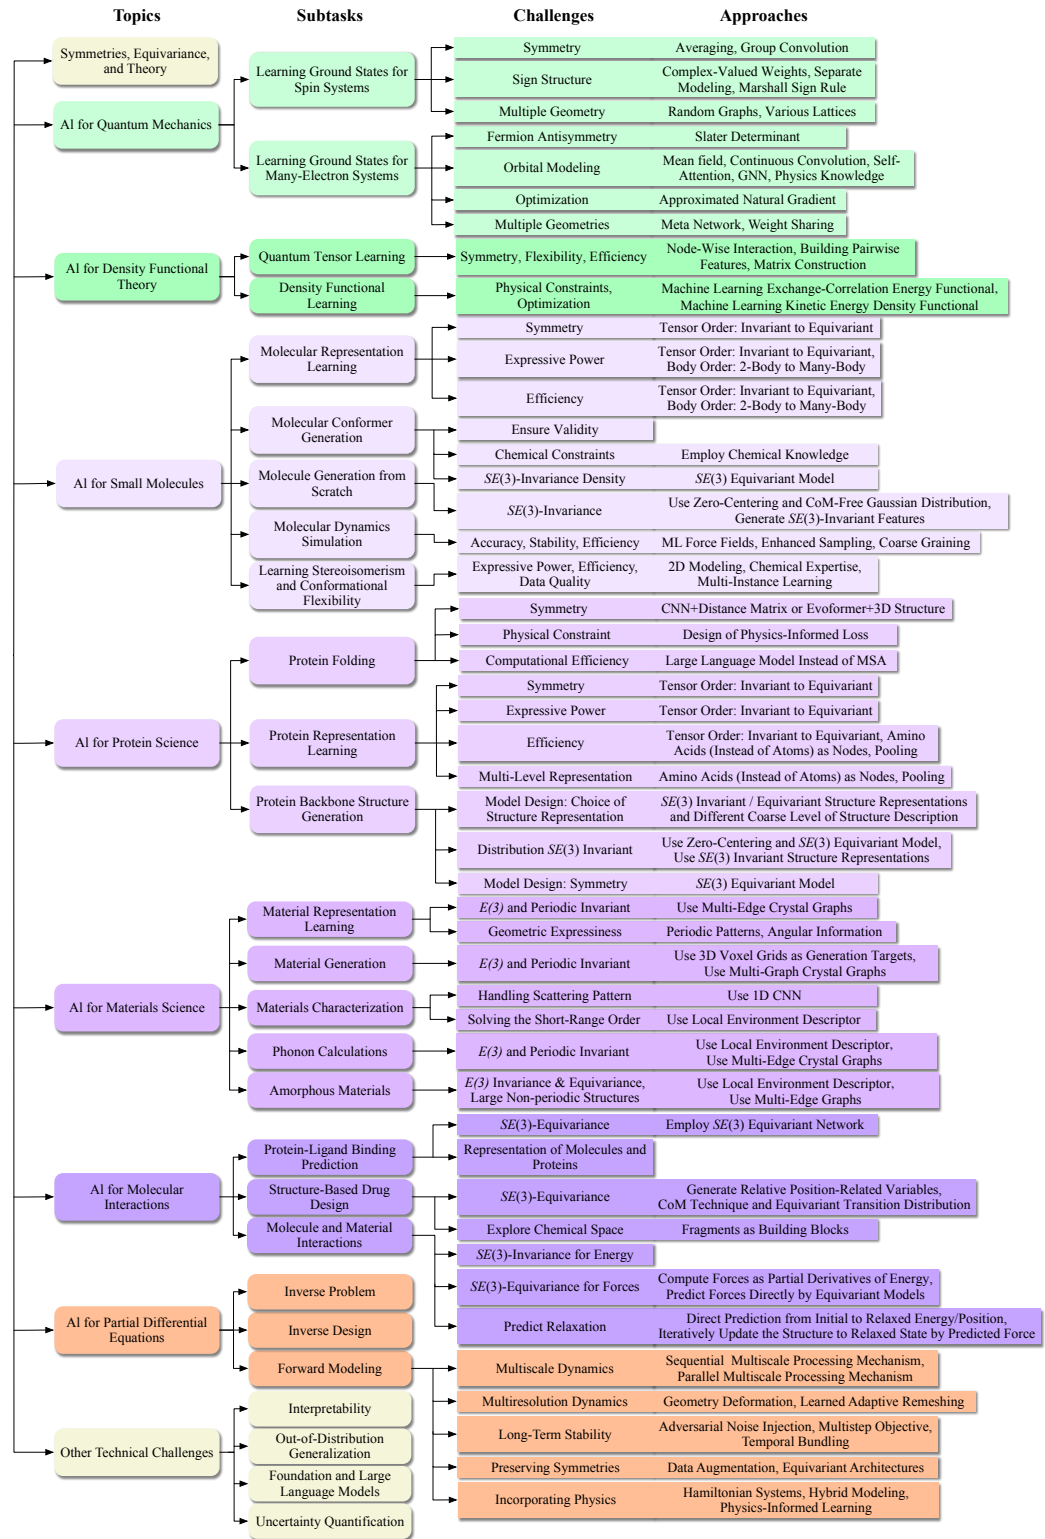 Topics
Subtasks
Challenges
Approaches
Symmetries, Equivariance,
and Theory
AI for Quantum Mechanics
Learning Ground States for
Spin Systems
Symmetry
Averaging, Group Convolution
Sign Structure
Complex-Valued Weights, Separate
Modeling, Marshall Sign Rule
Multiple Geometry
Random Graphs, Various Lattices
Learning Ground States for
Many-Electron Systems
Fermion Antisymmetry
Slater Determinant
Orbital Modeling
Mean field, Continuous Convolution, Self-
Attention, GNN, Physics Knowledge
Optimization
Approximated Natural Gradient
Multiple Geometries
Meta Network, Weight Sharing
AI for Density Functional
Theory
Quantum Tensor Learning
Symmetry, Flexibility, Efficiency
Node-Wise Interaction, Building Pairwise
Features, Matrix Construction
Density Functional
Learning
Physical Constraints,
Optimization
Machine Learning Exchange-Correlation Energy Functional,
Machine Learning Kinetic Energy Density Functional
AI for Small Molecules
Molecular Representation
Learning
Symmetry
Tensor Order: Invariant to Equivariant
Expressive Power
Tensor Order: Invariant to Equivariant,
Body Order: 2-Body to Many-Body
Efficiency
Tensor Order: Invariant to Equivariant,
Body Order: 2-Body to Many-Body
Molecular Conformer
Generation
Ensure Validity
Chemical Constraints
Employ Chemical Knowledge
SE(3)-Invariance Density
SE(3) Equivariant Model
Molecule Generation from
Scratch
SE(3)-Invariance
Use Zero-Centering and CoM-Free Gaussian Distribution,
Generate SE(3)-Invariant Features
Molecular Dynamics
Simulation
Accuracy, Stability, Efficiency
ML Force Fields, Enhanced Sampling, Coarse Graining
Learning Stereoisomerism
and Conformational
Flexibility
Expressive Power, Efficiency,
Data Quality
2D Modeling, Chemical Expertise,
Multi-Instance Learning
AI for Protein Science
Protein Folding
Symmetry
CNN+Distance Matrix or Evoformer+3D Structure
Physical Constraint
Design of Physics-Informed Loss
Computational Efficiency
Large Language Model Instead of MSA
Protein Representation
Learning
Symmetry
Tensor Order: Invariant to Equivariant
Expressive Power
Tensor Order: Invariant to Equivariant
Efficiency
Tensor Order: Invariant to Equivariant, Amino
Acids (Instead of Atoms) as Nodes, Pooling
Multi-Level Representation
Amino Acids (Instead of Atoms) as Nodes, Pooling
Protein Backbone Structure
Generation
Model Design: Choice of
Structure Representation
SE(3) Invariant / Equivariant Structure Representations
and Different Coarse Level of Structure Description
Distribution SE(3) Invariant
Use Zero-Centering and SE(3) Equivariant Model,
Use SE(3) Invariant Structure Representations
Model Design: Symmetry
SE(3) Equivariant Model
AI for Materials Science
Material Representation
Learning
E(3) and Periodic Invariant
Use Multi-Edge Crystal Graphs
Geometric Expressiness
Periodic Patterns, Angular Information
Material Generation
E(3) and Periodic Invariant
Use 3D Voxel Grids as Generation Targets,
Use Multi-Graph Crystal Graphs
Materials Characterization
Handling Scattering Pattern
Use 1D CNN
Solving the Short-Range Order
Use Local Environment Descriptor
Phonon Calculations
E(3) and Periodic Invariant
Use Local Environment Descriptor,
Use Multi-Edge Crystal Graphs
Amorphous Materials
E(3) Invariance & Equivariance,
Large Non-periodic Structures
Use Local Environment Descriptor,
Use Multi-Edge Graphs
AI for Molecular
Interactions
Protein-Ligand Binding
Prediction
SE(3)-Equivariance
Employ SE(3) Equivariant Network
Representation of Molecules and
Proteins
Structure-Based Drug
Design
SE(3)-Equivariance
Generate Relative Position-Related Variables,
CoM Technique and Equivariant Transition Distribution
Explore Chemical Space
Fragments as Building Blocks
Molecule and Material
Interactions
SE(3)-Invariance for Energy
SE(3)-Equivariance for Forces
Compute Forces as Partial Derivatives of Energy,
Predict Forces Directly by Equivariant Models
Predict Relaxation
Direct Prediction from Initial to Relaxed Energy/Position,
Iteratively Update the Structure to Relaxed State by Predicted Force
AI for Partial Differential
Equations
Inverse Problem
Inverse Design
Forward Modeling
Multiscale Dynamics
Sequential Multiscale Processing Mechanism,
Parallel Multiscale Processing Mechanism
Multiresolution Dynamics
Geometry Deformation, Learned Adaptive Remeshing
Long-Term Stability
Adversarial Noise Injection, Multistep Objective,
Temporal Bundling
Preserving Symmetries
Data Augmentation, Equivariant Architectures
Incorporating Physics
Hamiltonian Systems, Hybrid Modeling,
Physics-Informed Learning
Other Technical Challenges
Interpretability
Out-of-Distribution
Generalization
Foundation and Large
Language Models
Uncertainty Quantification